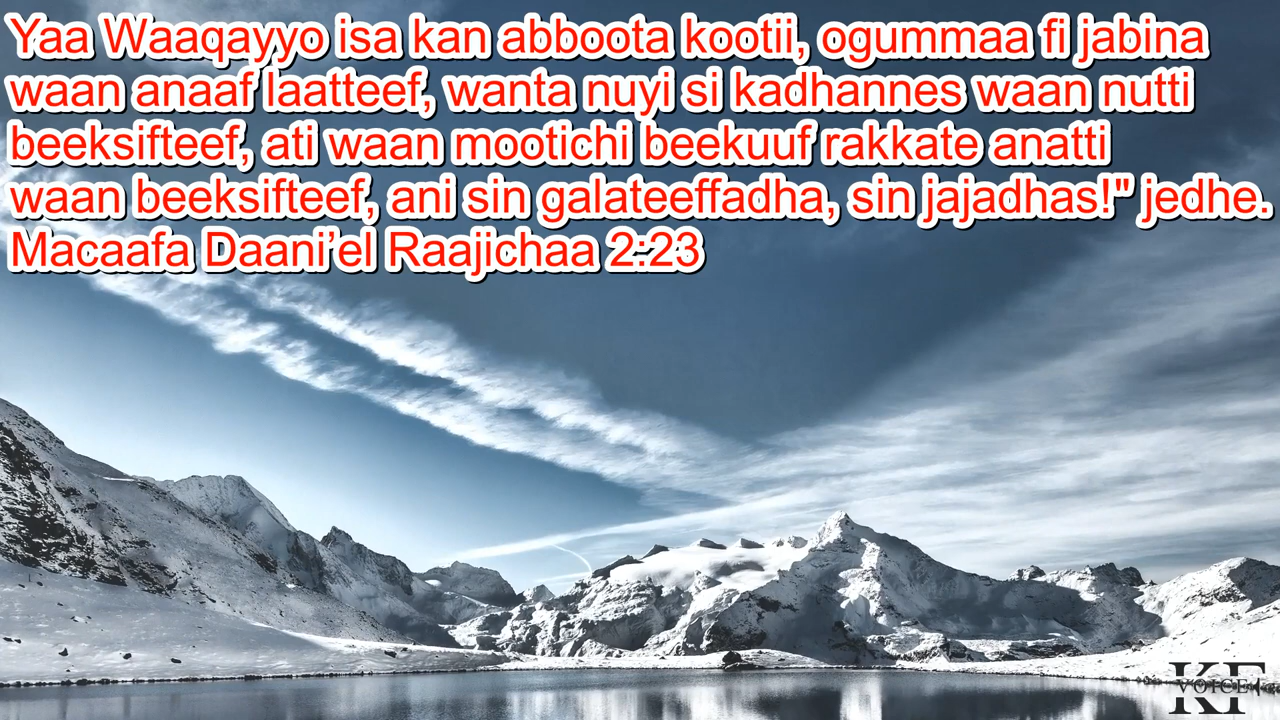 Yaa Waaqayyo isa kan abboota kootii, ogummaa fi jabina
waan anaaf laatteef, wanta nuyi si kadhannes waan nutti
beeksifteef, ati waan mootichi beekuuf rakkate anatti
waan beeksifteef, ani sin galateeffadha, sin jajadhas!" jedhe.
Macaafa Daani’el Raajichaa 2:23
KF
VOICE